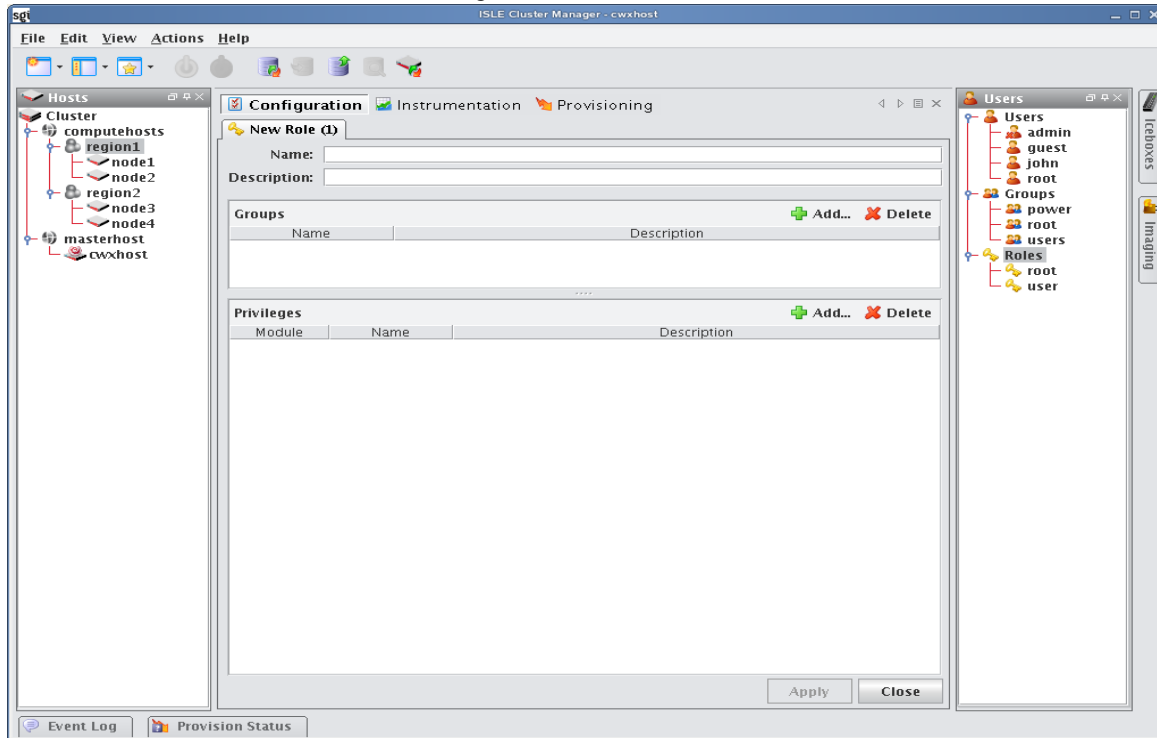 sgi
ISLE Cluster Manager - cwxhost
File Edit View Actions Help
Hosts
Cluster
computehosts
region1
node1
node2
region2
node3
node4
masterhost
cwxhost
Configuration Instrumentation Provisioning
New Role (1)
Name:
Description:
Groups Add... Delete
Name Description
Privileges Add... Delete
Module Name Description
Apply Close
Users
Users
admin
guest
john
root
Groups
power
root
users
Roles
root
user
Iceboxes
Imaging
Event Log Provision Status